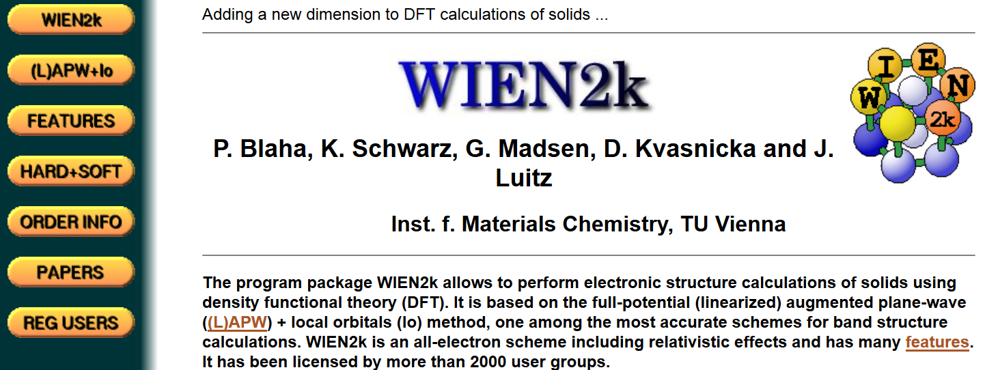 WIEN2k
(L)APW+lo
FEATURES
HARD+SOFT
ORDER INFO
PAPERS
REG USERS
Adding a new dimension to DFT calculations of solids ...
WIEN2k
W I E N
2k
P. Blaha, K. Schwarz, G. Madsen, D. Kvasnicka and J.
Luitz
Inst. f. Materials Chemistry, TU Vienna
The program package WIEN2k allows to perform electronic structure calculations of solids using
density functional theory (DFT). It is based on the full-potential (linearized) augmented plane-wave
((L)APW) + local orbitals (lo) method, one among the most accurate schemes for band structure
calculations. WIEN2k is an all-electron scheme including relativistic effects and has many features.
It has been licensed by more than 2000 user groups.